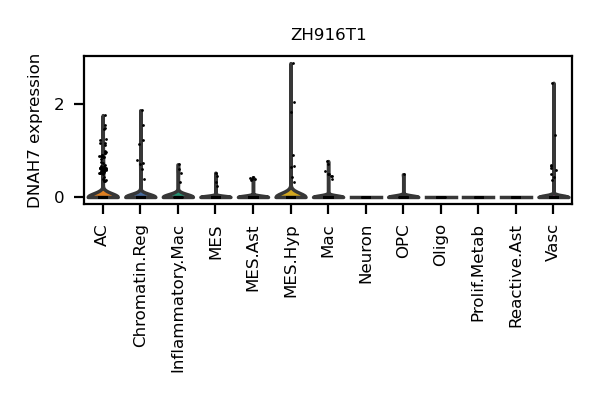 ZH916T1
DNAH7 expression
2
0
AC
Chromatin.Reg
Inflammatory.Mac
MES
MES.Ast
MES.Hyp
Mac
Neuron
OPC
Oligo
Prolif.Metab
Reactive.Ast
Vasc